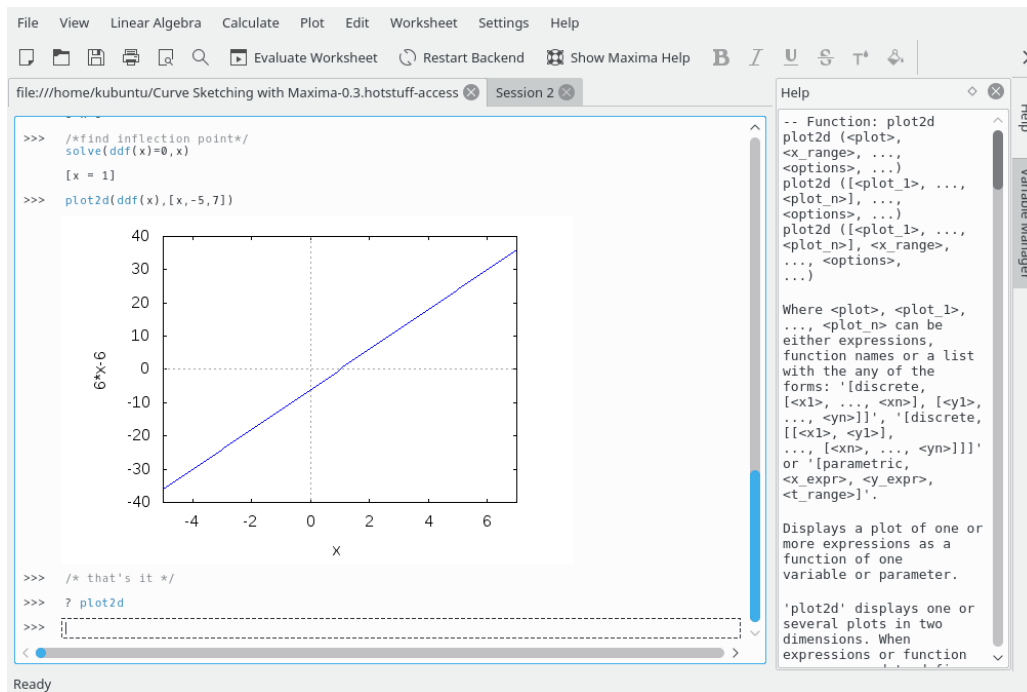 File View Linear Algebra Calculate Plot Edit Worksheet Settings Help
Evaluate Worksheet Restart Backend Show Maxima Help B I U S T
file:///home/kubuntu/Curve Sketching with Maxima-0.3.hotstuff-access Session 2
>>> /*find inflection point*/
solve(ddf(x)=0,x)
[x = 1]
>>> plot2d(ddf(x),[x,-5,7])
40
30
20
10
0
-10
-20
-30
-40
6*x-6
-4 -2 0 2 4 6
x
>>> /* that's it */
>>> ? plot2d
>>>
Help
-- Function: plot2d
plot2d (<plot>,
<x_range>, ...,
<options>, ...)
plot2d ([<plot_1>, ...,
<plot_n>], ...,
<options>, ...)
plot2d ([<plot_1>, ...,
<plot_n>], <x_range>,
..., <options>,
...)
Where <plot>, <plot_1>,
..., <plot_n> can be
either expressions,
function names or a list
with the any of the
forms: '[discrete,
[<x1>, ..., <xn>], [<y1>,
..., <yn>]]', '[discrete,
[[<x1>, <y1>],
..., [<xn>, ..., <yn>]]]'
or '[parametric,
<x_expr>, <y_expr>,
<t_range>]'.
Displays a plot of one or
more expressions as a
function of one
variable or parameter.
'plot2d' displays one or
several plots in two
dimensions. When
expressions or function
Help
Variable Manager
Ready